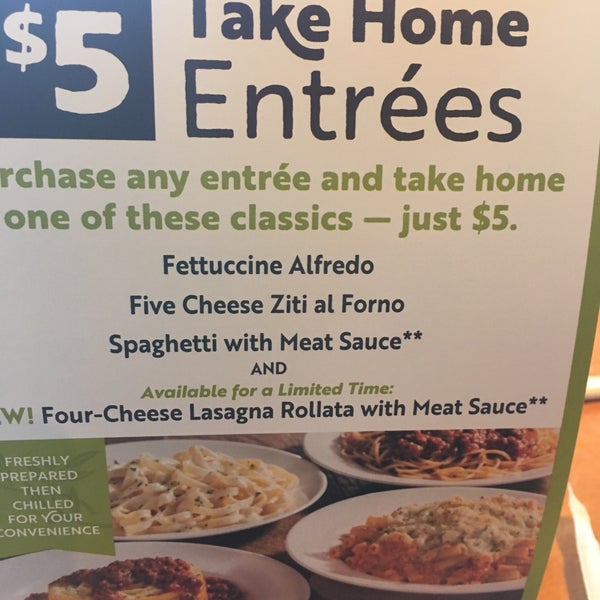 $5
Take Home
Entrées
rchase any entrée and take home
one of these classics — just $5.
Fettuccine Alfredo
Five Cheese Ziti al Forno
Spaghetti with Meat Sauce**
AND
Available for a Limited Time:
W! Four-Cheese Lasagna Rollata with Meat Sauce**
FRESHLY
PREPARED
THEN
CHILLED
FOR YOUR
CONVENIENCE